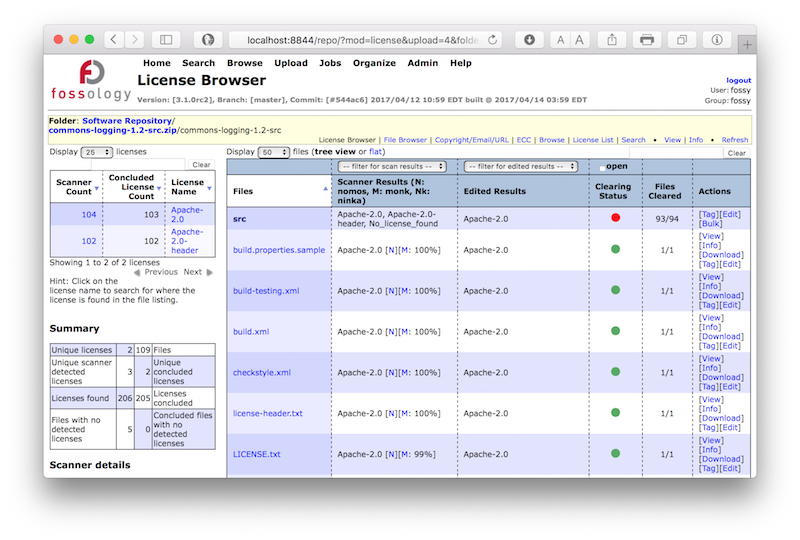 localhost:8844/repo/?mod=license&upload=4&folde
A A
fossology
Home Search Browse Upload Jobs Organize Admin Help
License Browser
Version: [3.1.0rc2], Branch: [master], Commit: [#544ac6] 2017/04/12 10:59 EDT built @ 2017/04/14 03:59 EDT
logout
User: fossy
Group: fossy
Folder: Software Repository/
commons-logging-1.2-src.zip/commons-logging-1.2-src
License Browser | File Browser | Copyright/Email/URL | ECC | Browse | License List | Search • View | Info • Refresh
Display 25 licenses
Clear
Scanner Count
Concluded License Count
License Name
104 103 Apache-2.0
102 102 Apache-2.0-header
Showing 1 to 2 of 2 licenses
Previous Next
Hint: Click on the
license name to search for where the
license is found in the file listing.
Summary
Unique licenses 2 109 Files
Unique scanner detected licenses 3 2 Unique concluded licenses
Licenses found 206 205 Licenses concluded
Files with no detected licenses 5 0 Concluded files with no detected licenses
Scanner details
Display 50 files (tree view or flat)
Clear
-- filter for scan results -- -- filter for edited results -- open
Files
Scanner Results (N: nomos, M: monk, Nk: ninka)
Edited Results
Clearing Status
Files Cleared
Actions
src Apache-2.0, Apache-2.0-header, No_license_found Apache-2.0 93/94 [Tag][Edit] [Bulk]
build.properties.sample Apache-2.0 [N][M: 100%] Apache-2.0 1/1 [View] [Info] [Download] [Tag][Edit]
build-testing.xml Apache-2.0 [N][M: 100%] Apache-2.0 1/1 [View] [Info] [Download] [Tag][Edit]
build.xml Apache-2.0 [N][M: 100%] Apache-2.0 1/1 [View] [Info] [Download] [Tag][Edit]
checkstyle.xml Apache-2.0 [N][M: 100%] Apache-2.0 1/1 [View] [Info] [Download] [Tag][Edit]
license-header.txt Apache-2.0 [N][M: 100%] Apache-2.0 1/1 [View] [Info] [Download] [Tag][Edit]
LICENSE.txt Apache-2.0 [N][M: 99%] Apache-2.0 1/1 [View] [Info] [Download] [Tag][Edit]